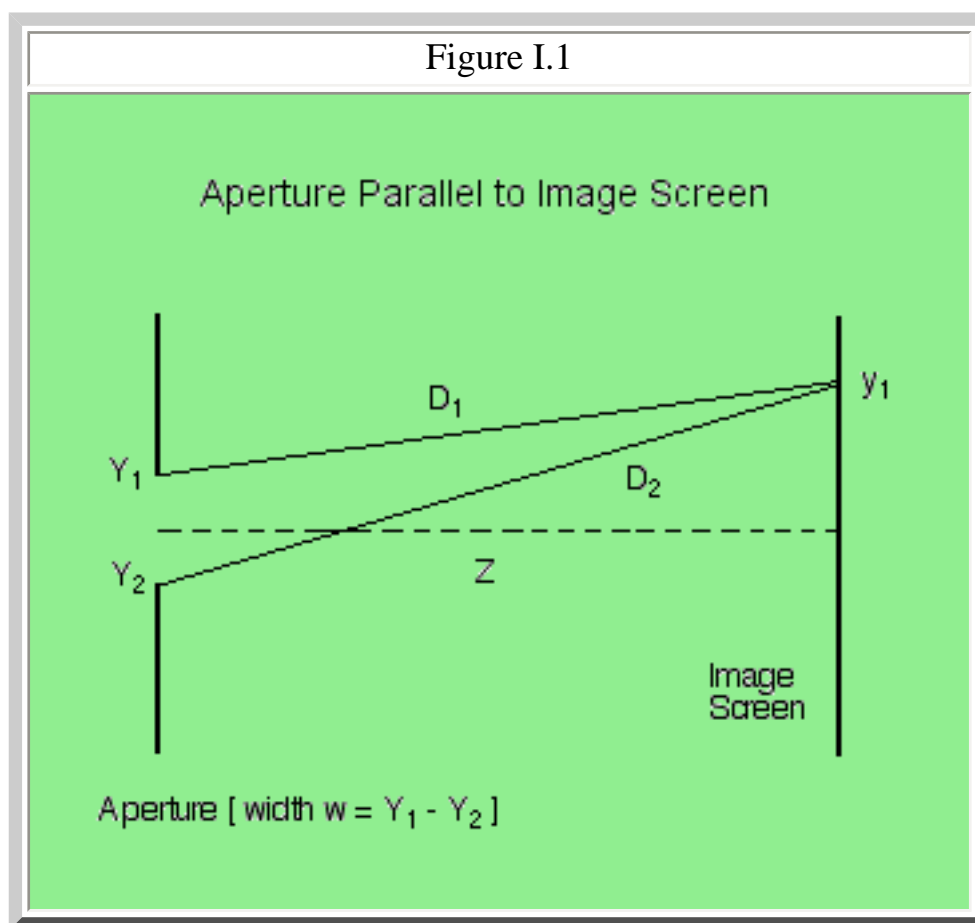 Figure I.1
Aperture Parallel to Image Screen
D₁
y₁
Y₁
D₂
Y₂
Z
Image
Screen
Aperture [ width w = Y₁ - Y₂ ]